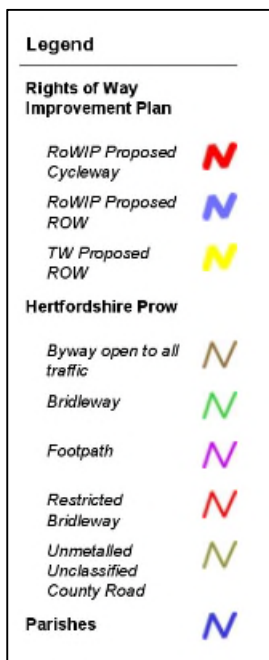 Legend
Rights of Way
Improvement Plan
RoWIP Proposed
Cycleway
RoWIP Proposed
ROW
TW Proposed
ROW
Hertfordshire Prow
Byway open to all
traffic
Bridleway
Footpath
Restricted
Bridleway
Unmetalled
Unclassified
County Road
Parishes